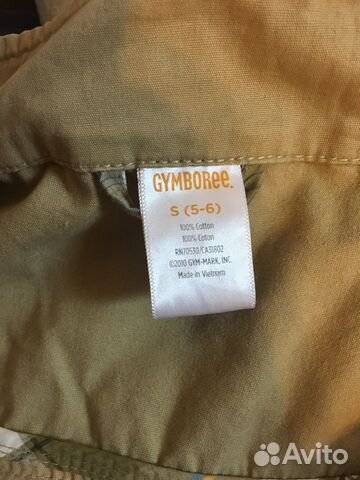 GYMBOREE.
S (5-6)
100% Cotton
100% Coton
RN70530/CA31802
©2010 GYM-MARK, INC.
Made in Vietnam
Avito